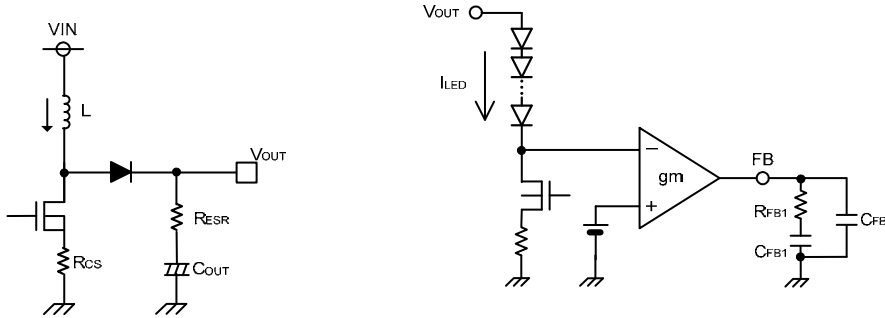 VIN
L
VOUT
RESR
RCS
COUT
VOUT
ILED
−
gm
+
FB
RFB1
CFB1
CFB